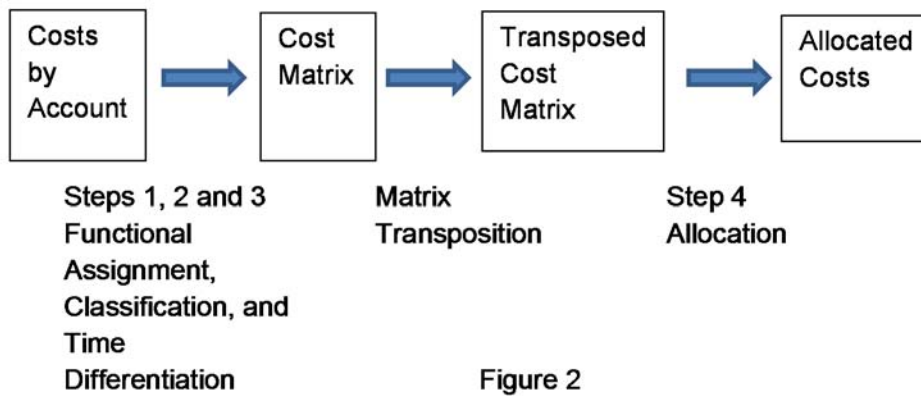 Costs
by
Account
Cost
Matrix
Transposed
Cost
Matrix
Allocated
Costs
Steps 1, 2 and 3
Functional
Assignment,
Classification, and
Time
Differentiation
Matrix
Transposition
Step 4
Allocation
Figure 2